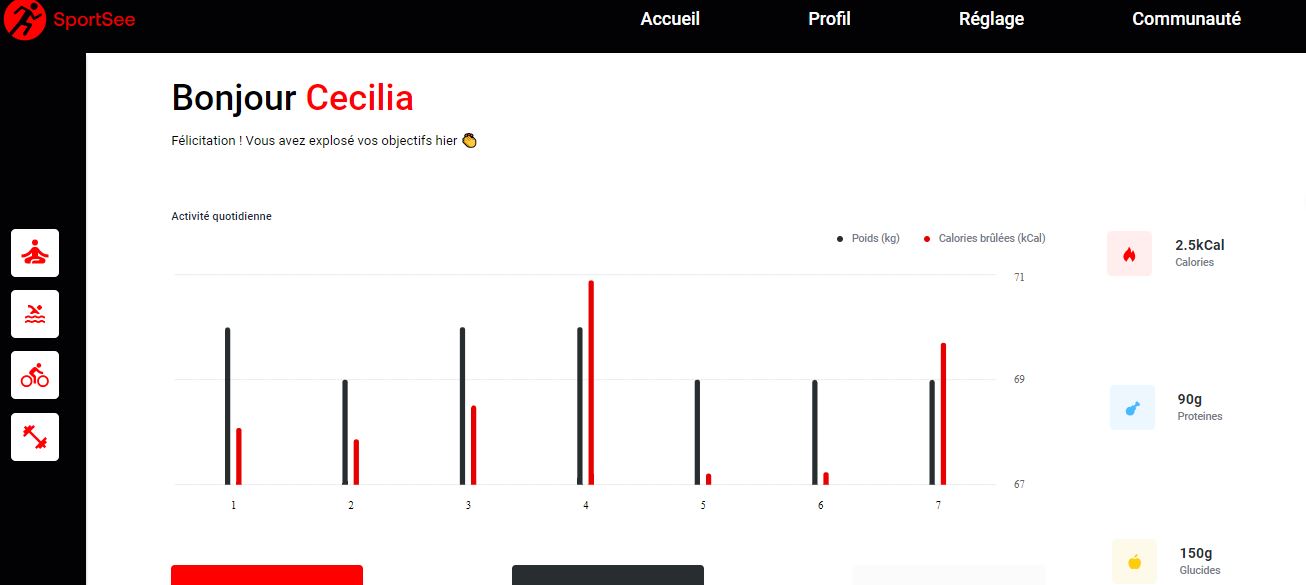 SportSee
Accueil Profil Réglage Communauté
Bonjour Cecilia
Félicitation ! Vous avez explosé vos objectifs hier 👏
Activité quotidienne
Poids (kg) Calories brûlées (kCal)
71
69
67
1 2 3 4 5 6 7
2.5kCal
Calories
90g
Proteines
150g
Glucides